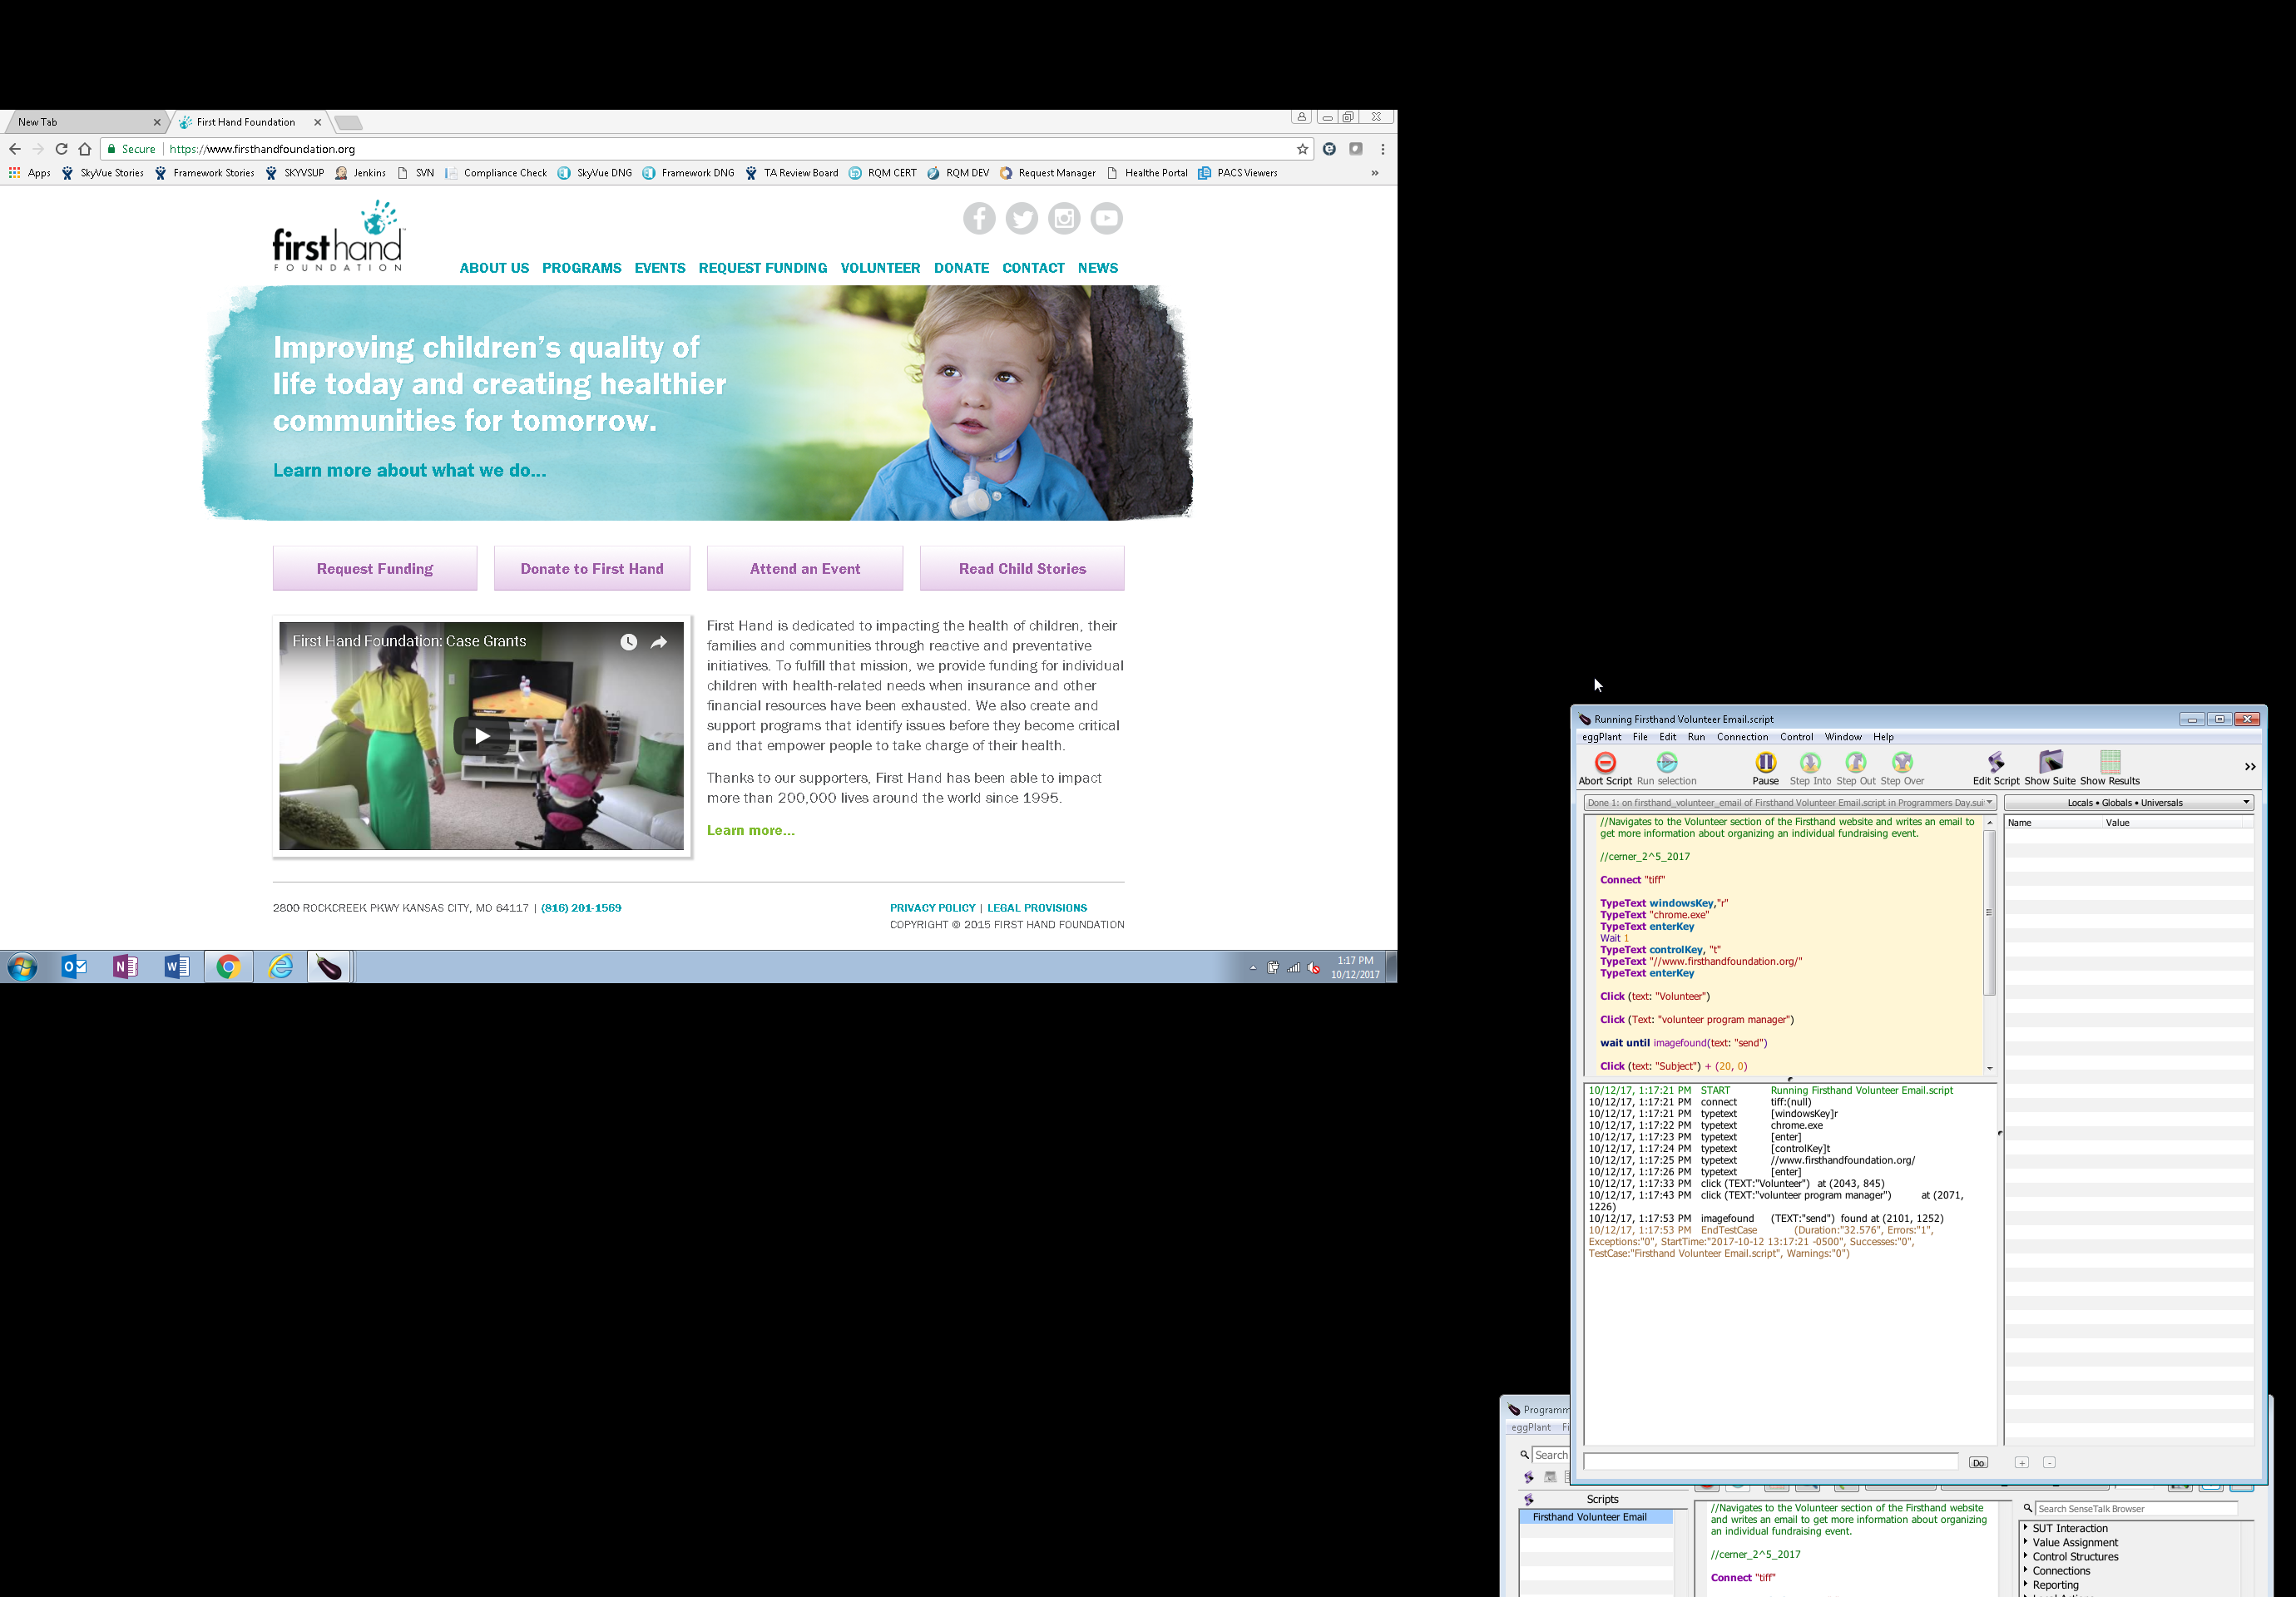 New Tab
First Hand Foundation
Secure
https://www.firsthandfoundation.org
Apps SkyVue Stories Framework Stories SKYVSUP Jenkins SVN Compliance Check SkyVue DNG Framework DNG TA Review Board RQM CERT RQM DEV Request Manager Healthe Portal PACS Viewers »
firsthand
FOUNDATION
ABOUT US PROGRAMS EVENTS REQUEST FUNDING VOLUNTEER DONATE CONTACT NEWS
Improving children's quality of
life today and creating healthier
communities for tomorrow.
Learn more about what we do...
Request Funding
Donate to First Hand
Attend an Event
Read Child Stories
First Hand Foundation: Case Grants
First Hand is dedicated to impacting the health of children, their
families and communities through reactive and preventative
initiatives. To fulfill that mission, we provide funding for individual
children with health-related needs when insurance and other
financial resources have been exhausted. We also create and
support programs that identify issues before they become critical
and that empower people to take charge of their health.
Thanks to our supporters, First Hand has been able to impact
more than 200,000 lives around the world since 1995.
Learn more...
2800 ROCKCREEK PKWY KANSAS CITY, MO 64117 | (816) 201-1569
PRIVACY POLICY | LEGAL PROVISIONS
COPYRIGHT © 2015 FIRST HAND FOUNDATION
1:17 PM
10/12/2017
Running Firsthand Volunteer Email.script
eggPlant File Edit Run Connection Control Window Help
Abort Script Run selection Pause Step Into Step Out Step Over Edit Script Show Suite Show Results
Done 1: on firsthand_volunteer_email of Firsthand Volunteer Email.script in Programmers Day.sui
Locals • Globals • Universals
Name Value
//Navigates to the Volunteer section of the Firsthand website and writes an email to
get more information about organizing an individual fundraising event.
//cerner_2^5_2017
Connect "tiff"
TypeText windowsKey,"r"
TypeText "chrome.exe"
TypeText enterKey
Wait 1
TypeText controlKey, "t"
TypeText "//www.firsthandfoundation.org/"
TypeText enterKey
Click (text: "Volunteer")
Click (Text: "volunteer program manager")
wait until imagefound(text: "send")
Click (text: "Subject") + (20, 0)
10/12/17, 1:17:21 PM START Running Firsthand Volunteer Email.script
10/12/17, 1:17:21 PM connect tiff:(null)
10/12/17, 1:17:21 PM typetext [windowsKey]r
10/12/17, 1:17:22 PM typetext chrome.exe
10/12/17, 1:17:23 PM typetext [enter]
10/12/17, 1:17:24 PM typetext [controlKey]t
10/12/17, 1:17:25 PM typetext //www.firsthandfoundation.org/
10/12/17, 1:17:26 PM typetext [enter]
10/12/17, 1:17:33 PM click (TEXT:"Volunteer") at (2043, 845)
10/12/17, 1:17:43 PM click (TEXT:"volunteer program manager") at (2071,
1226)
10/12/17, 1:17:53 PM imagefound (TEXT:"send") found at (2101, 1252)
10/12/17, 1:17:53 PM EndTestCase (Duration:"32.576", Errors:"1",
Exceptions:"0", StartTime:"2017-10-12 13:17:21 -0500", Successes:"0",
TestCase:"Firsthand Volunteer Email.script", Warnings:"0")
Do
Programm
eggPlant Fi
Search
Scripts
Firsthand Volunteer Email
//Navigates to the Volunteer section of the Firsthand website
and writes an email to get more information about organizing
an individual fundraising event.
//cerner_2^5_2017
Connect "tiff"
Search SenseTalk Browser
SUT Interaction
Value Assignment
Control Structures
Connections
Reporting